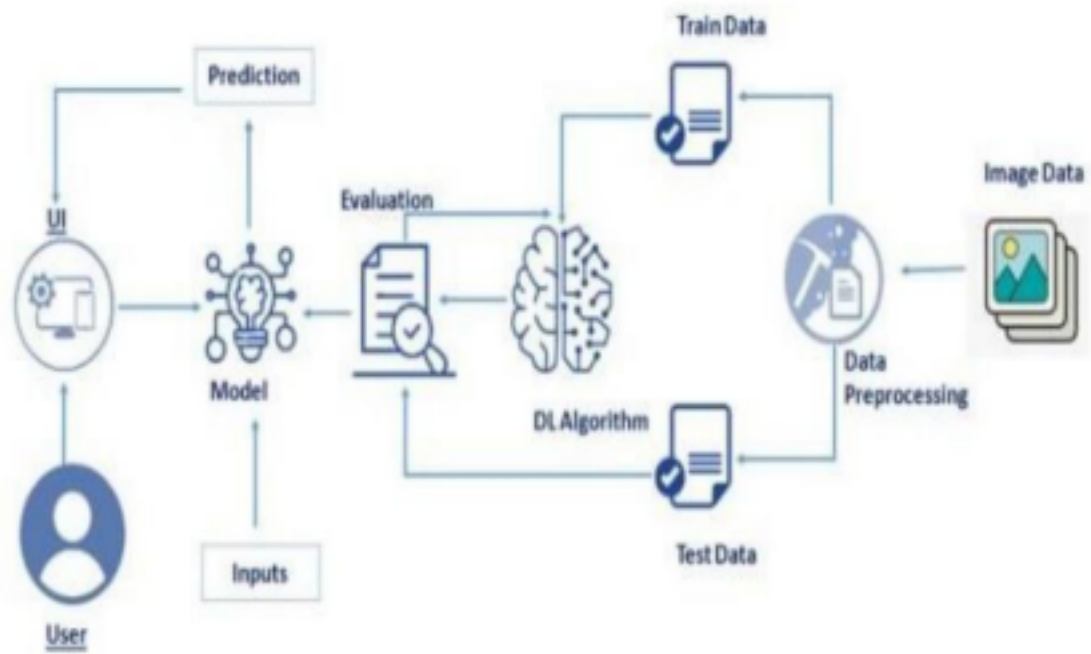 Train Data
Prediction
Image Data
Evaluation
UI
Data
Preprocessing
Model
DL Algorithm
Test Data
Inputs
User